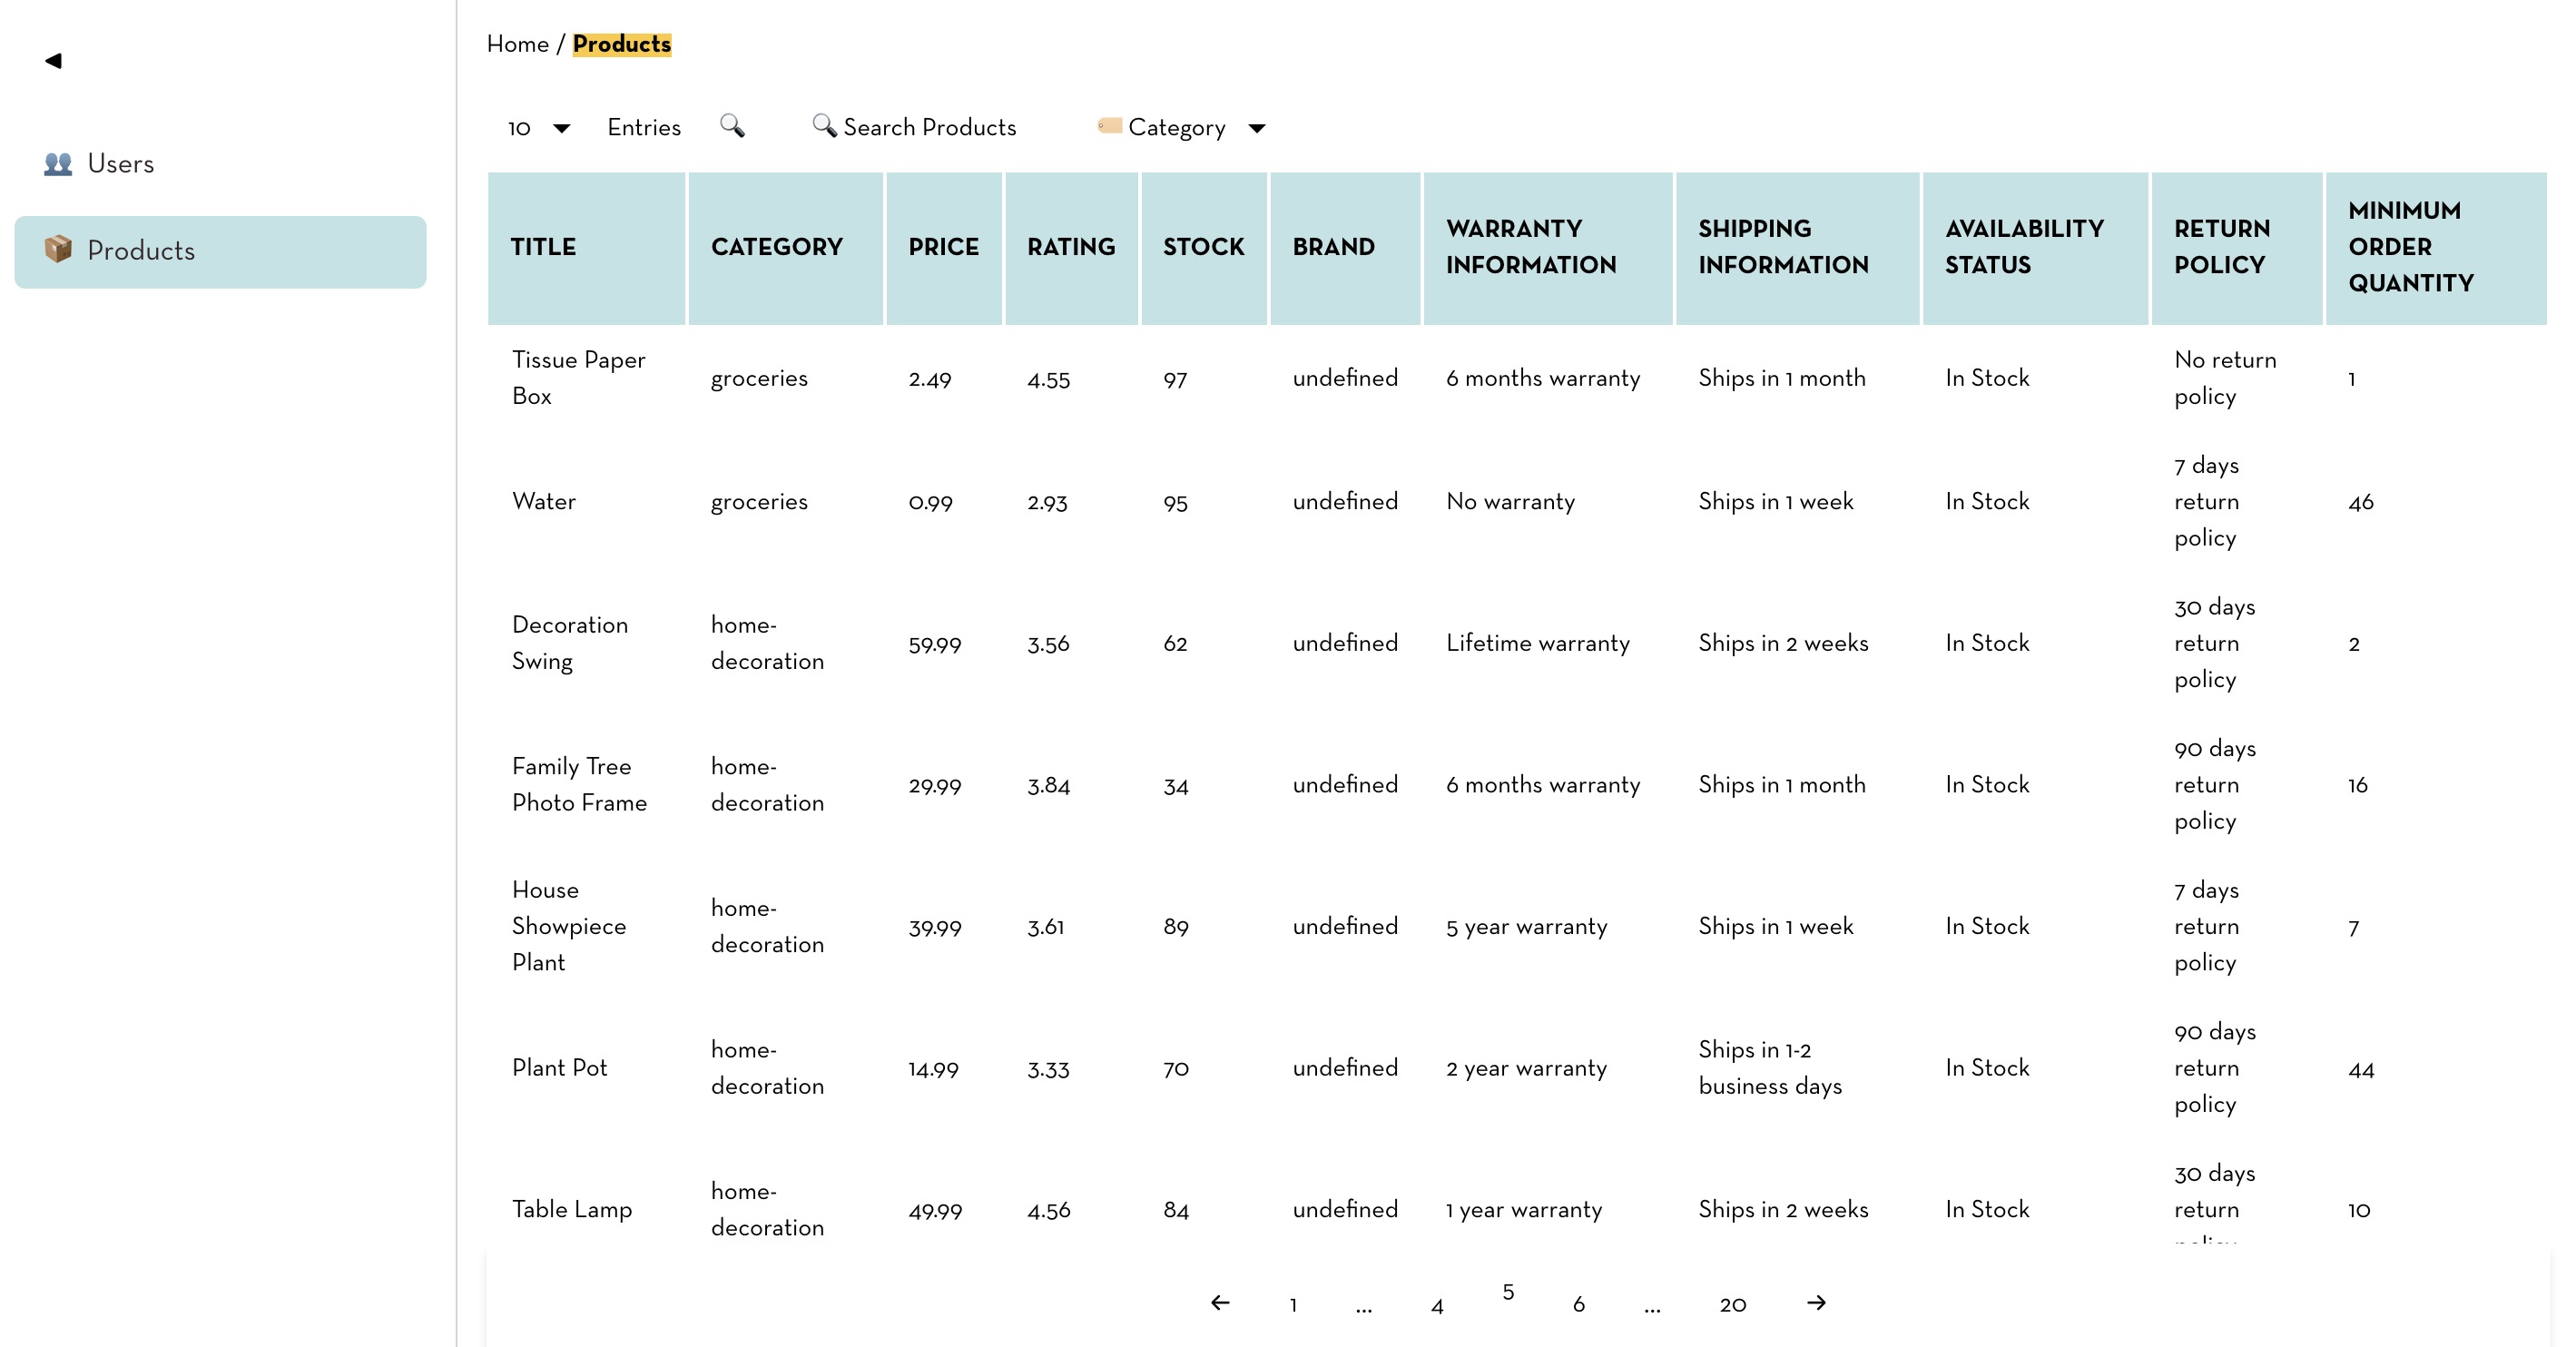 Home / Products
Users
Products
10 Entries Search Products Category
TITLE CATEGORY PRICE RATING STOCK BRAND WARRANTY INFORMATION SHIPPING INFORMATION AVAILABILITY STATUS RETURN POLICY MINIMUM ORDER QUANTITY
Tissue Paper Box groceries 2.49 4.55 97 undefined 6 months warranty Ships in 1 month In Stock No return policy 1
Water groceries 0.99 2.93 95 undefined No warranty Ships in 1 week In Stock 7 days return policy 46
Decoration Swing home-decoration 59.99 3.56 62 undefined Lifetime warranty Ships in 2 weeks In Stock 30 days return policy 2
Family Tree Photo Frame home-decoration 29.99 3.84 34 undefined 6 months warranty Ships in 1 month In Stock 90 days return policy 16
House Showpiece Plant home-decoration 39.99 3.61 89 undefined 5 year warranty Ships in 1 week In Stock 7 days return policy 7
Plant Pot home-decoration 14.99 3.33 70 undefined 2 year warranty Ships in 1-2 business days In Stock 90 days return policy 44
Table Lamp home-decoration 49.99 4.56 84 undefined 1 year warranty Ships in 2 weeks In Stock 30 days return 10
← 1 ... 4 5 6 ... 20 →